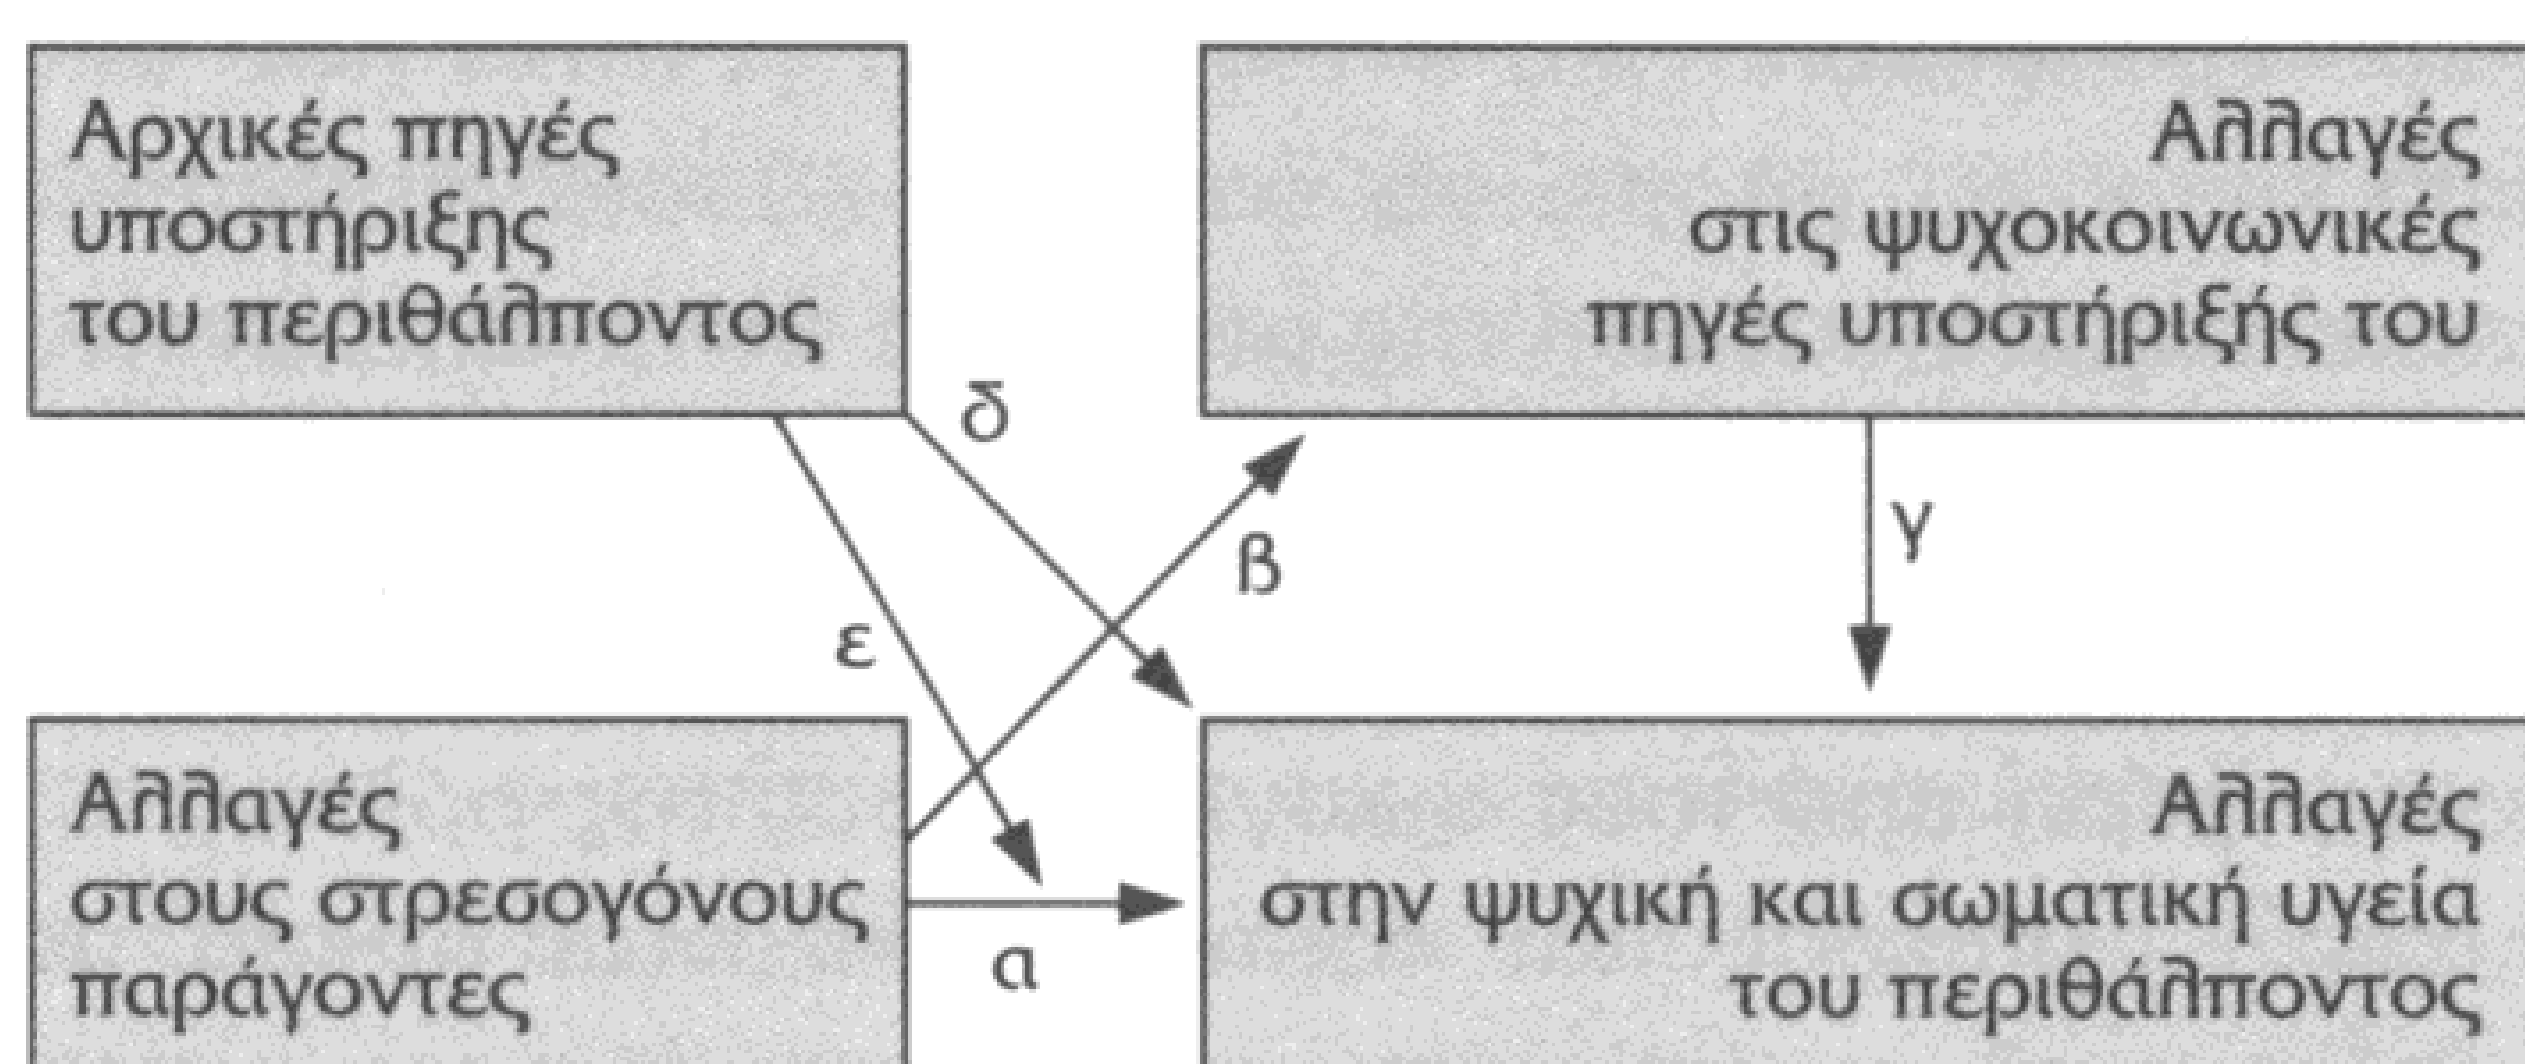 Αρχικές πηγές
υποστήριξης
του περιθάλποντος
Αλλαγές
στις ψυχοκοινωνικές
πηγές υποστήριξής του
δ
β
γ
ε
Αλλαγές
στους στρεσογόνους
παράγοντες
α
Αλλαγές
στην ψυχική και σωματική υγεία
του περιθάλποντος